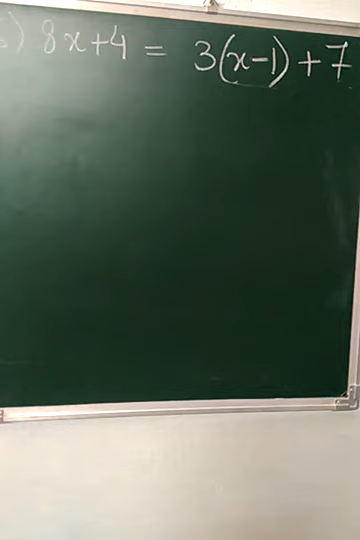 ) 8x+4 = 3(x-1)+7